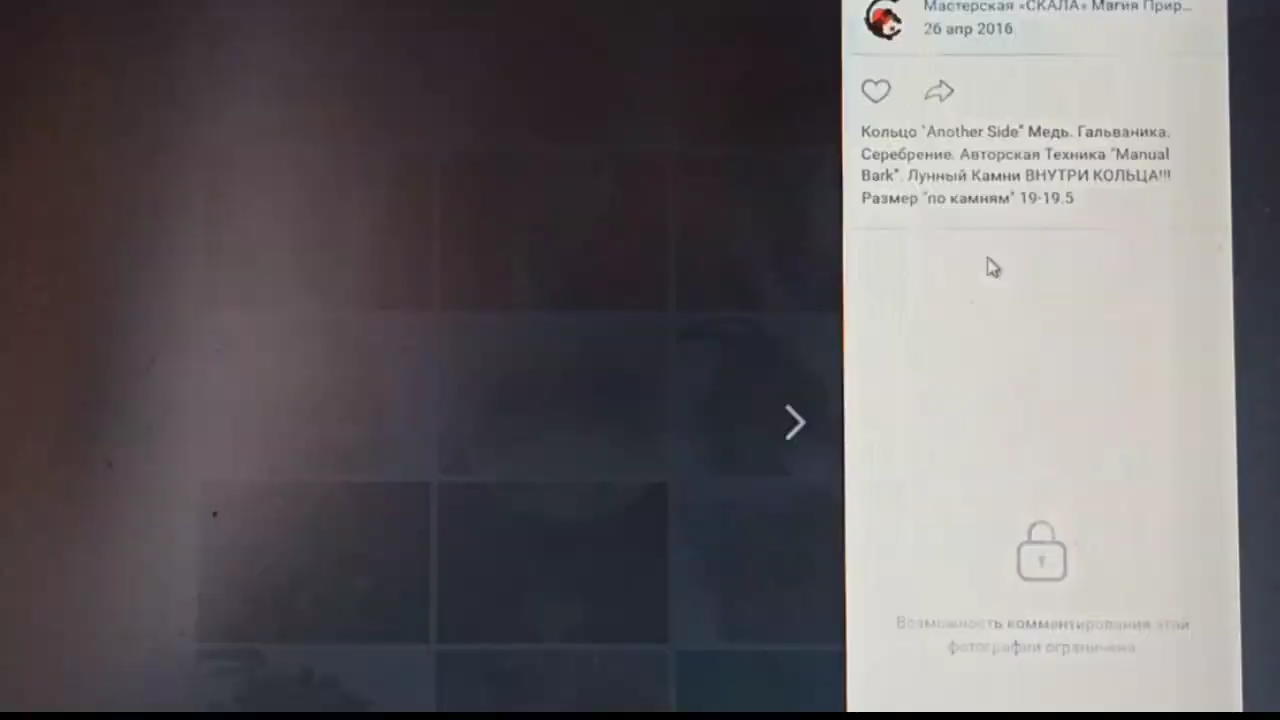 Мастерская «СКАЛА» Магия Прир...
26 апр 2016
Кольцо "Another Side" Медь. Гальваника.
Серебрение. Авторская Техника "Manual
Bark". Лунный Камни ВНУТРИ КОЛЬЦА!!!
Размер "по камням" 19-19.5
Возможность комментирования этой
фотографии ограничена